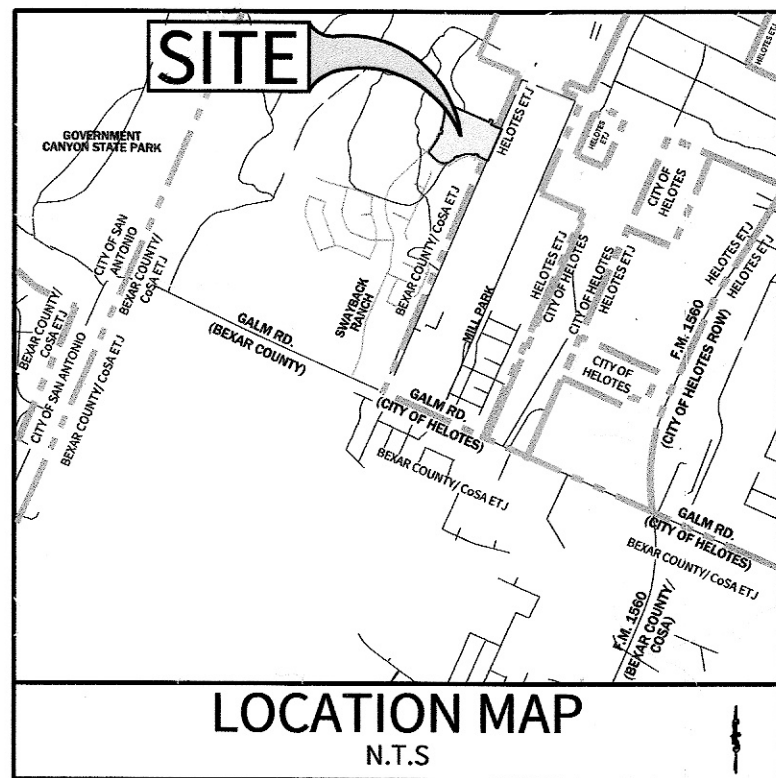 SITE
HELOTES ETJ
HELOTES ETJ
HELOTES
ETJ
GOVERNMENT
CANYON STATE PARK
CITY OF
HELOTES
CITY OF SAN
ANTONIO
BEXAR COUNTY/
CoSA ETJ
BEXAR COUNTY/ CoSA ETJ
HELOTES ETJ
CITY OF HELOTES
CITY OF HELOTES
HELOTES ETJ
HELOTES ETJ
HELOTES ETJ
BEXAR COUNTY/
CoSA ETJ
CITY OF SAN ANTONIO
BEXAR COUNTY/ CoSA ETJ
GALM RD.
(BEXAR COUNTY)
SWAYBACK
RANCH
MILL PARK
F.M. 1560
(CITY OF HELOTES ROW)
CITY OF
HELOTES
GALM RD.
(CITY OF HELOTES)
BEXAR COUNTY/ CoSA ETJ
GALM RD.
(CITY OF HELOTES)
BEXAR COUNTY/ CoSA ETJ
F.M. 1560
(BEXAR COUNTY/
COSA)
LOCATION MAP
N.T.S